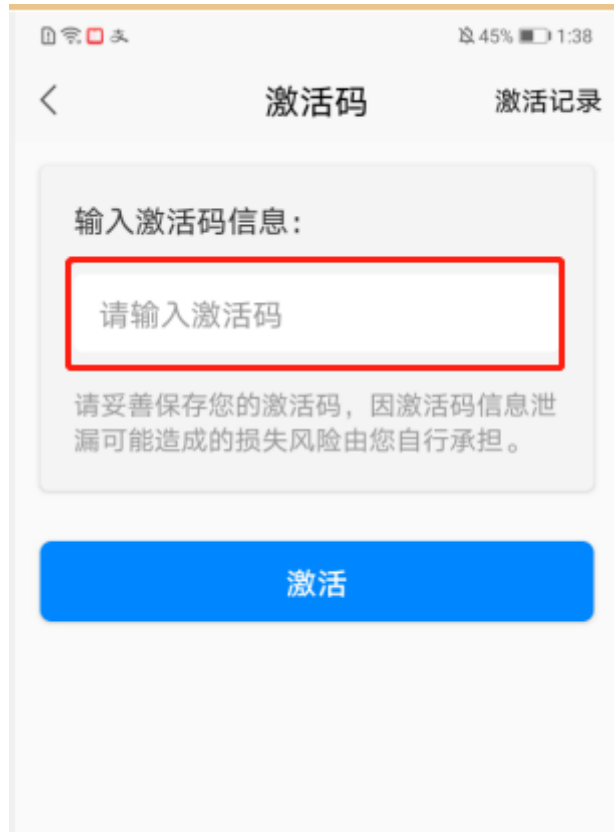 45% 1:38
激活码 激活记录
输入激活码信息：
请输入激活码
请妥善保存您的激活码，因激活码信息泄
漏可能造成的损失风险由您自行承担。
激活